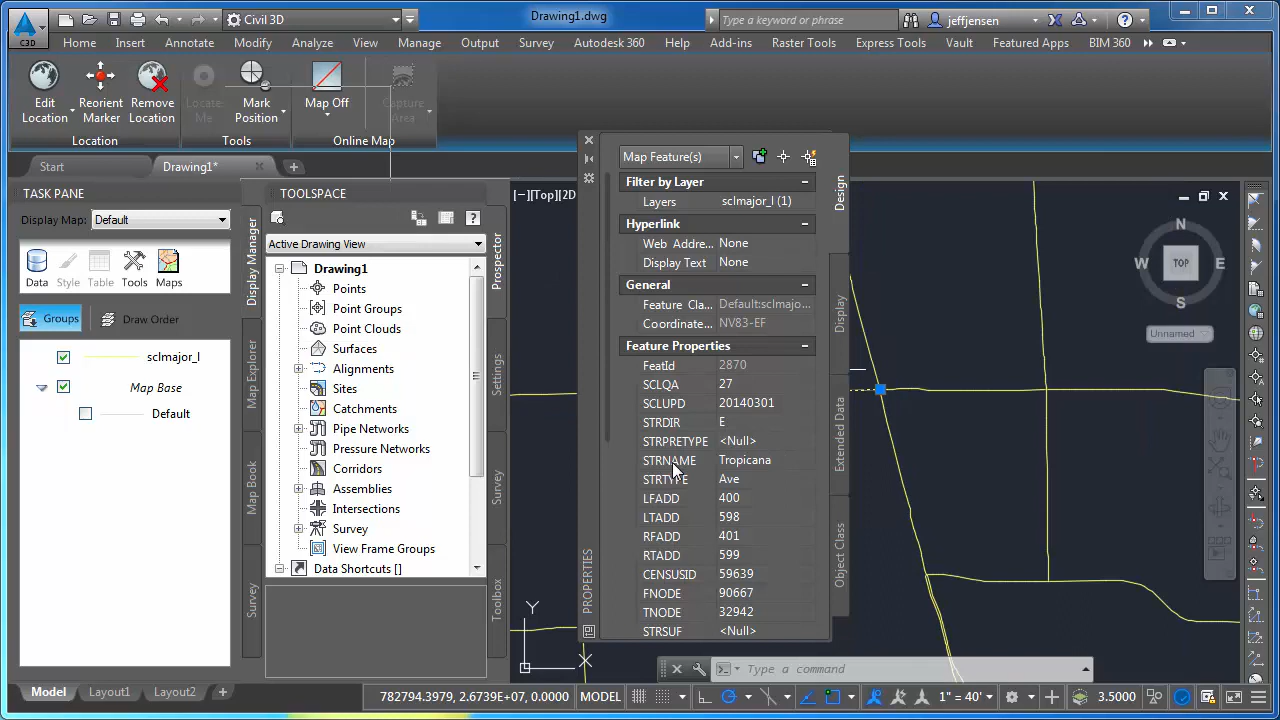 Civil 3D
Drawing1.dwg
Type a keyword or phrase
jeffjensen
C3D
Home Insert Annotate Modify Analyze View Manage Output Survey Autodesk 360 Help Add-ins Raster Tools Express Tools Vault Featured Apps BIM 360
Edit Location
Reorient Marker
Remove Location
Locate Me
Mark Position
Map Off
Capture Area
Location Tools Online Map
Start Drawing1*
TASK PANE
Display Map: Default
Data Style Table Tools Maps
Groups Draw Order
sclmajor_l
Map Base
Default
Display Manager
Map Explorer
Map Book
Survey
TOOLSPACE
Active Drawing View
Drawing1
Points
Point Groups
Point Clouds
Surfaces
Alignments
Sites
Catchments
Pipe Networks
Pressure Networks
Corridors
Assemblies
Intersections
Survey
View Frame Groups
Data Shortcuts []
Prospector
Settings
Survey
Toolbox
[−][Top][2D
Map Feature(s)
Filter by Layer
Layers sclmajor_l (1)
Hyperlink
Web Addre... None
Display Text None
General
Feature Cla... Default:sclmajo...
Coordinate... NV83-EF
Feature Properties
FeatId 2870
SCLQA 27
SCLUPD 20140301
STRDIR E
STRPRETYPE <Null>
STRNAME Tropicana
STRTYPE Ave
LFADD 400
LTADD 598
RFADD 401
RTADD 599
CENSUSID 59639
FNODE 90667
TNODE 32942
STRSUF <Null>
PROPERTIES
Design
Display
Extended Data
Object Class
N
W TOP E
S
Unnamed
Y
X
Type a command
Model Layout1 Layout2
782794.3979, 2.6739E+07, 0.0000 MODEL 1" = 40' 3.5000